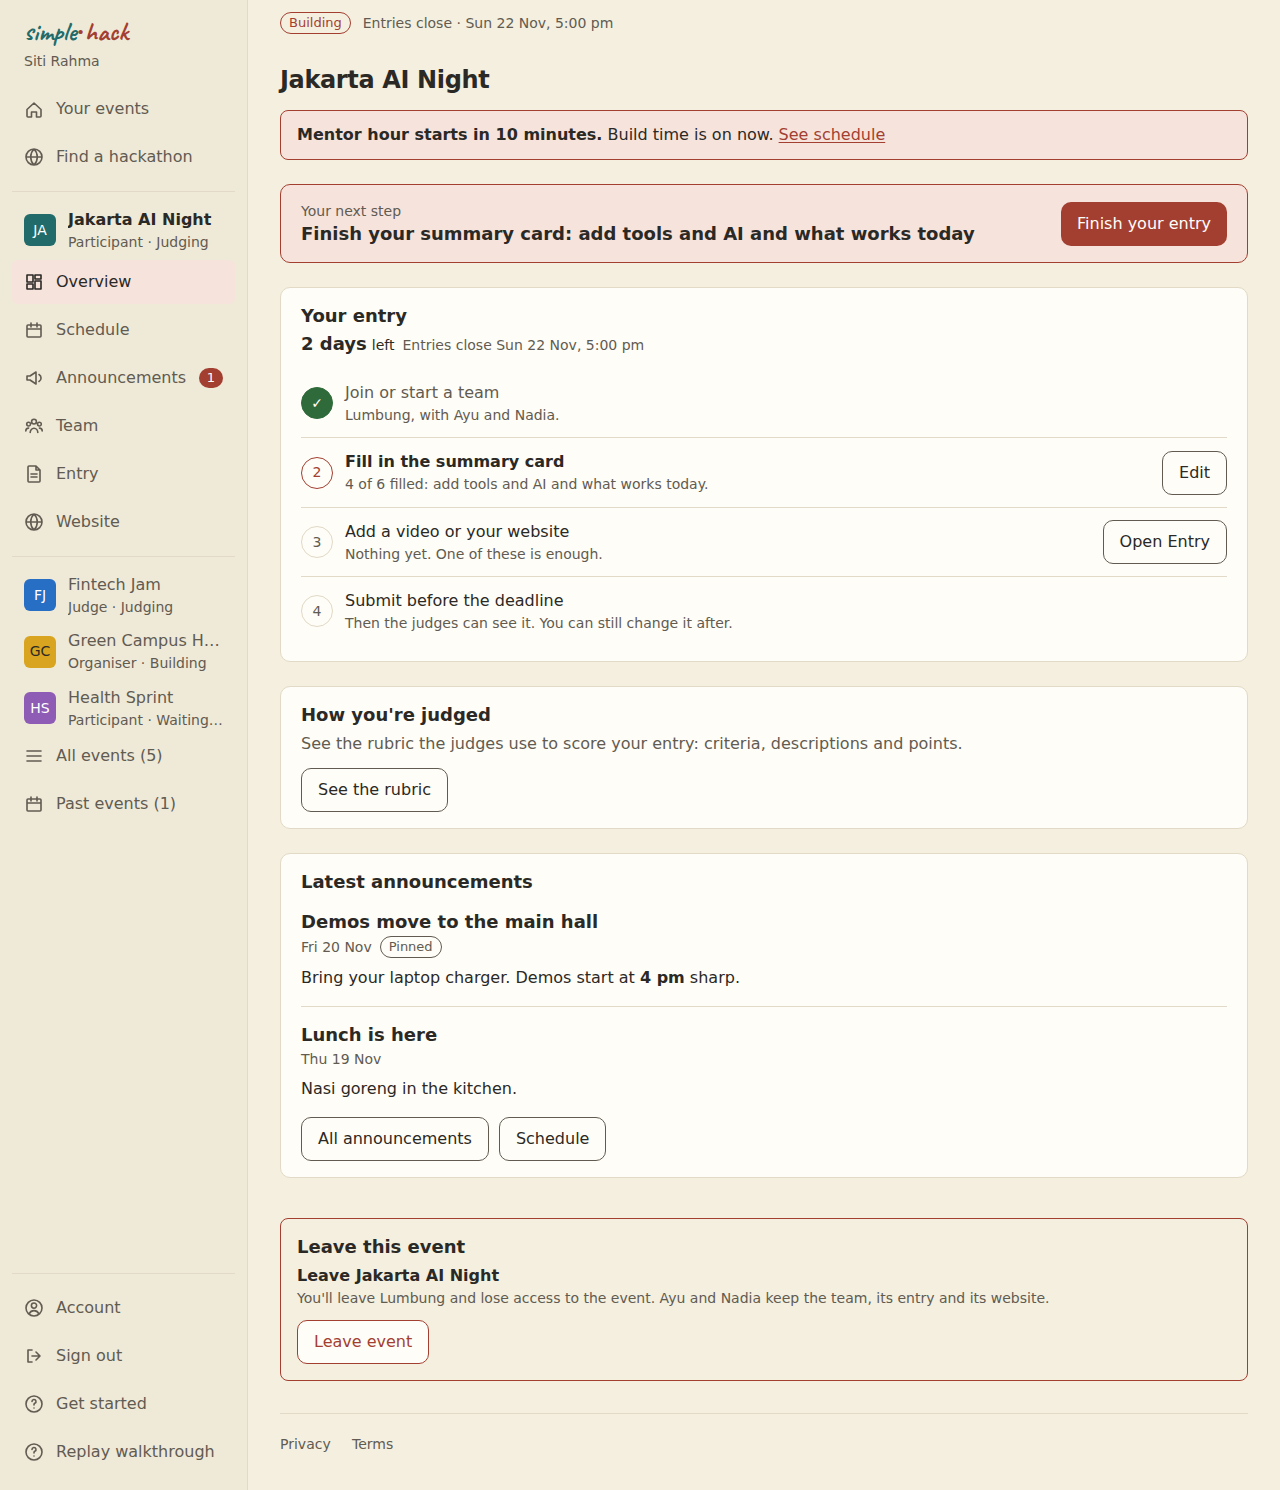 simple·hack
Siti Rahma
Your events
Find a hackathon
JA
Jakarta AI Night
Participant · Judging
Overview
Schedule
Announcements 1
Team
Entry
Website
FJ
Fintech Jam
Judge · Judging
GC
Green Campus H…
Organiser · Building
HS
Health Sprint
Participant · Waiting…
All events (5)
Past events (1)
Account
Sign out
Get started
Replay walkthrough
Building Entries close · Sun 22 Nov, 5:00 pm
Jakarta AI Night
Mentor hour starts in 10 minutes. Build time is on now. See schedule
Your next step
Finish your summary card: add tools and AI and what works today
Finish your entry
Your entry
2 days left Entries close Sun 22 Nov, 5:00 pm
✓
Join or start a team
Lumbung, with Ayu and Nadia.
2
Fill in the summary card
4 of 6 filled: add tools and AI and what works today.
Edit
3
Add a video or your website
Nothing yet. One of these is enough.
Open Entry
4
Submit before the deadline
Then the judges can see it. You can still change it after.
How you're judged
See the rubric the judges use to score your entry: criteria, descriptions and points.
See the rubric
Latest announcements
Demos move to the main hall
Fri 20 Nov Pinned
Bring your laptop charger. Demos start at 4 pm sharp.
Lunch is here
Thu 19 Nov
Nasi goreng in the kitchen.
All announcements Schedule
Leave this event
Leave Jakarta AI Night
You'll leave Lumbung and lose access to the event. Ayu and Nadia keep the team, its entry and its website.
Leave event
Privacy Terms